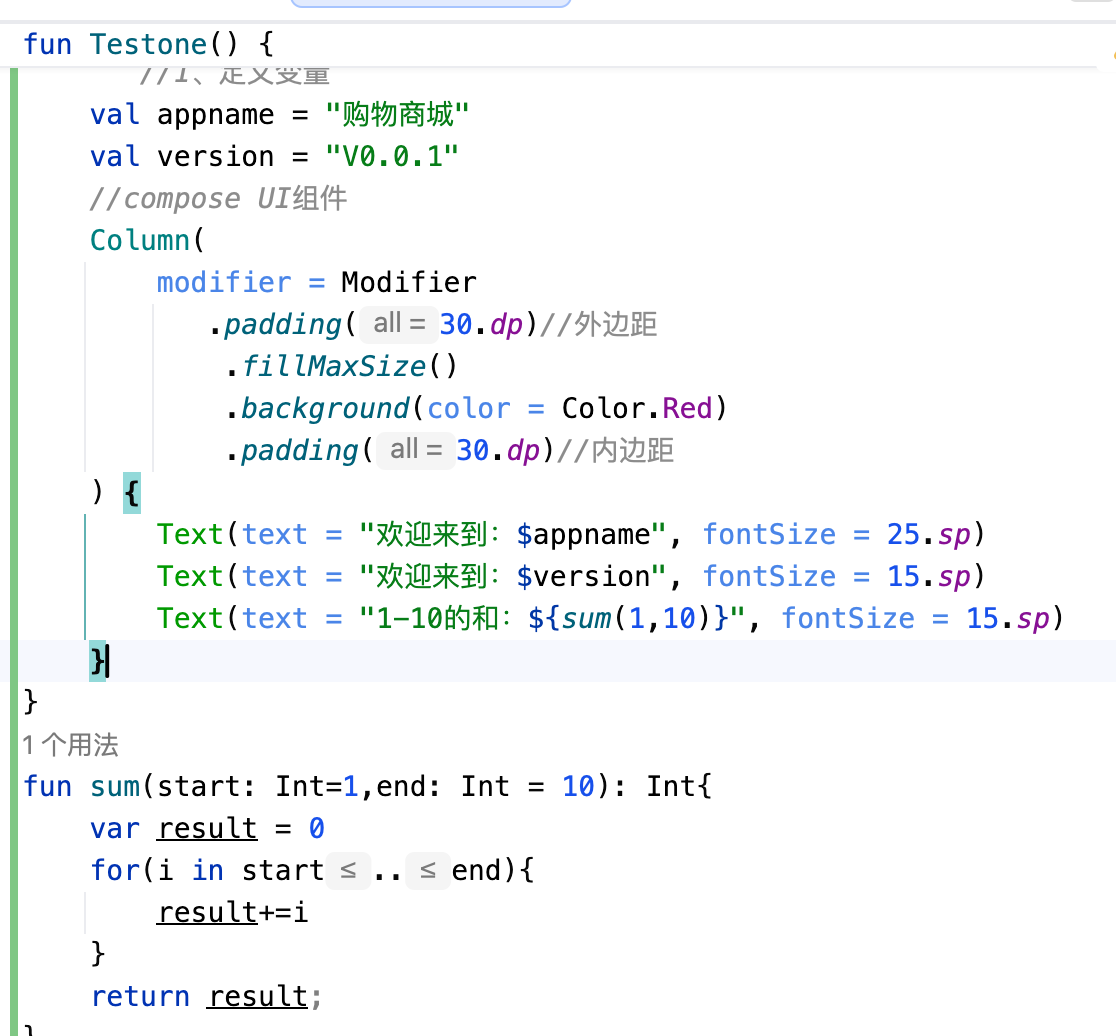 fun Testone() {
//1、定义变量
val appname = "购物商城"
val version = "V0.0.1"
//compose UI组件
Column(
modifier = Modifier
.padding( all = 30.dp)//外边距
.fillMaxSize()
.background(color = Color.Red)
.padding( all = 30.dp)//内边距
) {
Text(text = "欢迎来到：$appname", fontSize = 25.sp)
Text(text = "欢迎来到：$version", fontSize = 15.sp)
Text(text = "1-10的和：${sum(1,10)}", fontSize = 15.sp)
}
}
1 个用法
fun sum(start: Int=1,end: Int = 10): Int{
var result = 0
for(i in start ≤ .. ≤ end){
result+=i
}
return result;
}